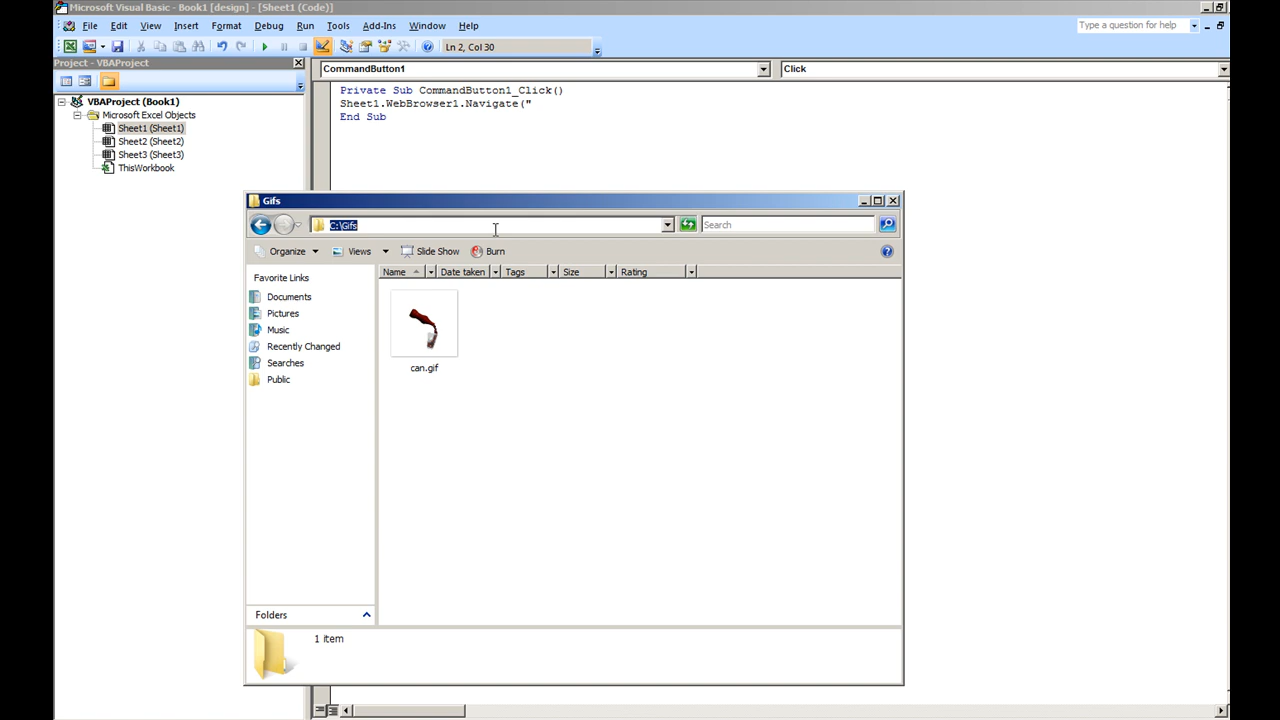 Microsoft Visual Basic - Book1 [design] - [Sheet1 (Code)]
File Edit View Insert Format Run Tools Debug Add-Ins Window Help
Type a question for help
Ln 2, Col 30
Project - VBAProject
CommandButton1
Click
VBAProject (Book1)
Microsoft Excel Objects
Sheet1 (Sheet1)
Sheet2 (Sheet2)
Sheet3 (Sheet3)
ThisWorkbook
Private Sub CommandButton1_Click()
Sheet1.WebBrowser1.Navigate("
End Sub
Gifs
C:\Gifs
Search
Organize Views Slide Show Burn
Favorite Links
Documents
Pictures
Music
Recently Changed
Searches
Public
Folders
Name Date taken Tags Size Rating
can.gif
1 item